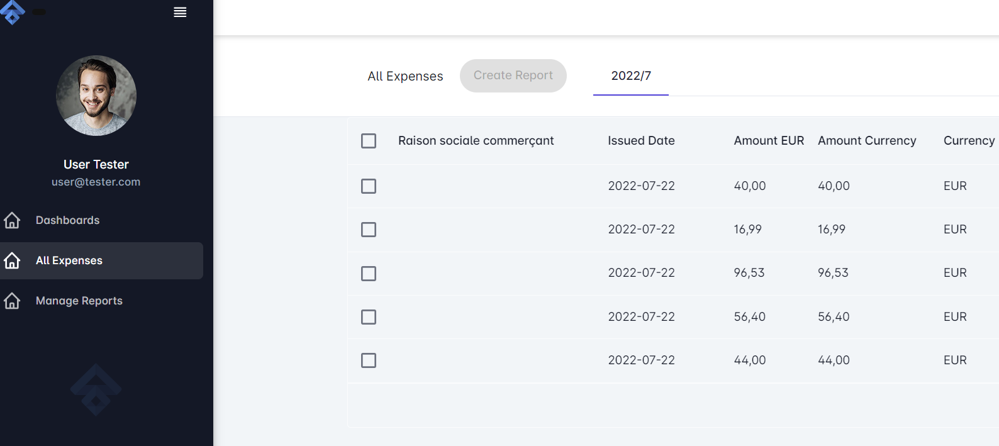 User Tester
user@tester.com
Dashboards
All Expenses
Manage Reports
All Expenses Create Report 2022/7
Raison sociale commerçant Issued Date Amount EUR Amount Currency Currency
2022-07-22 40,00 40,00 EUR
2022-07-22 16,99 16,99 EUR
2022-07-22 96,53 96,53 EUR
2022-07-22 56,40 56,40 EUR
2022-07-22 44,00 44,00 EUR